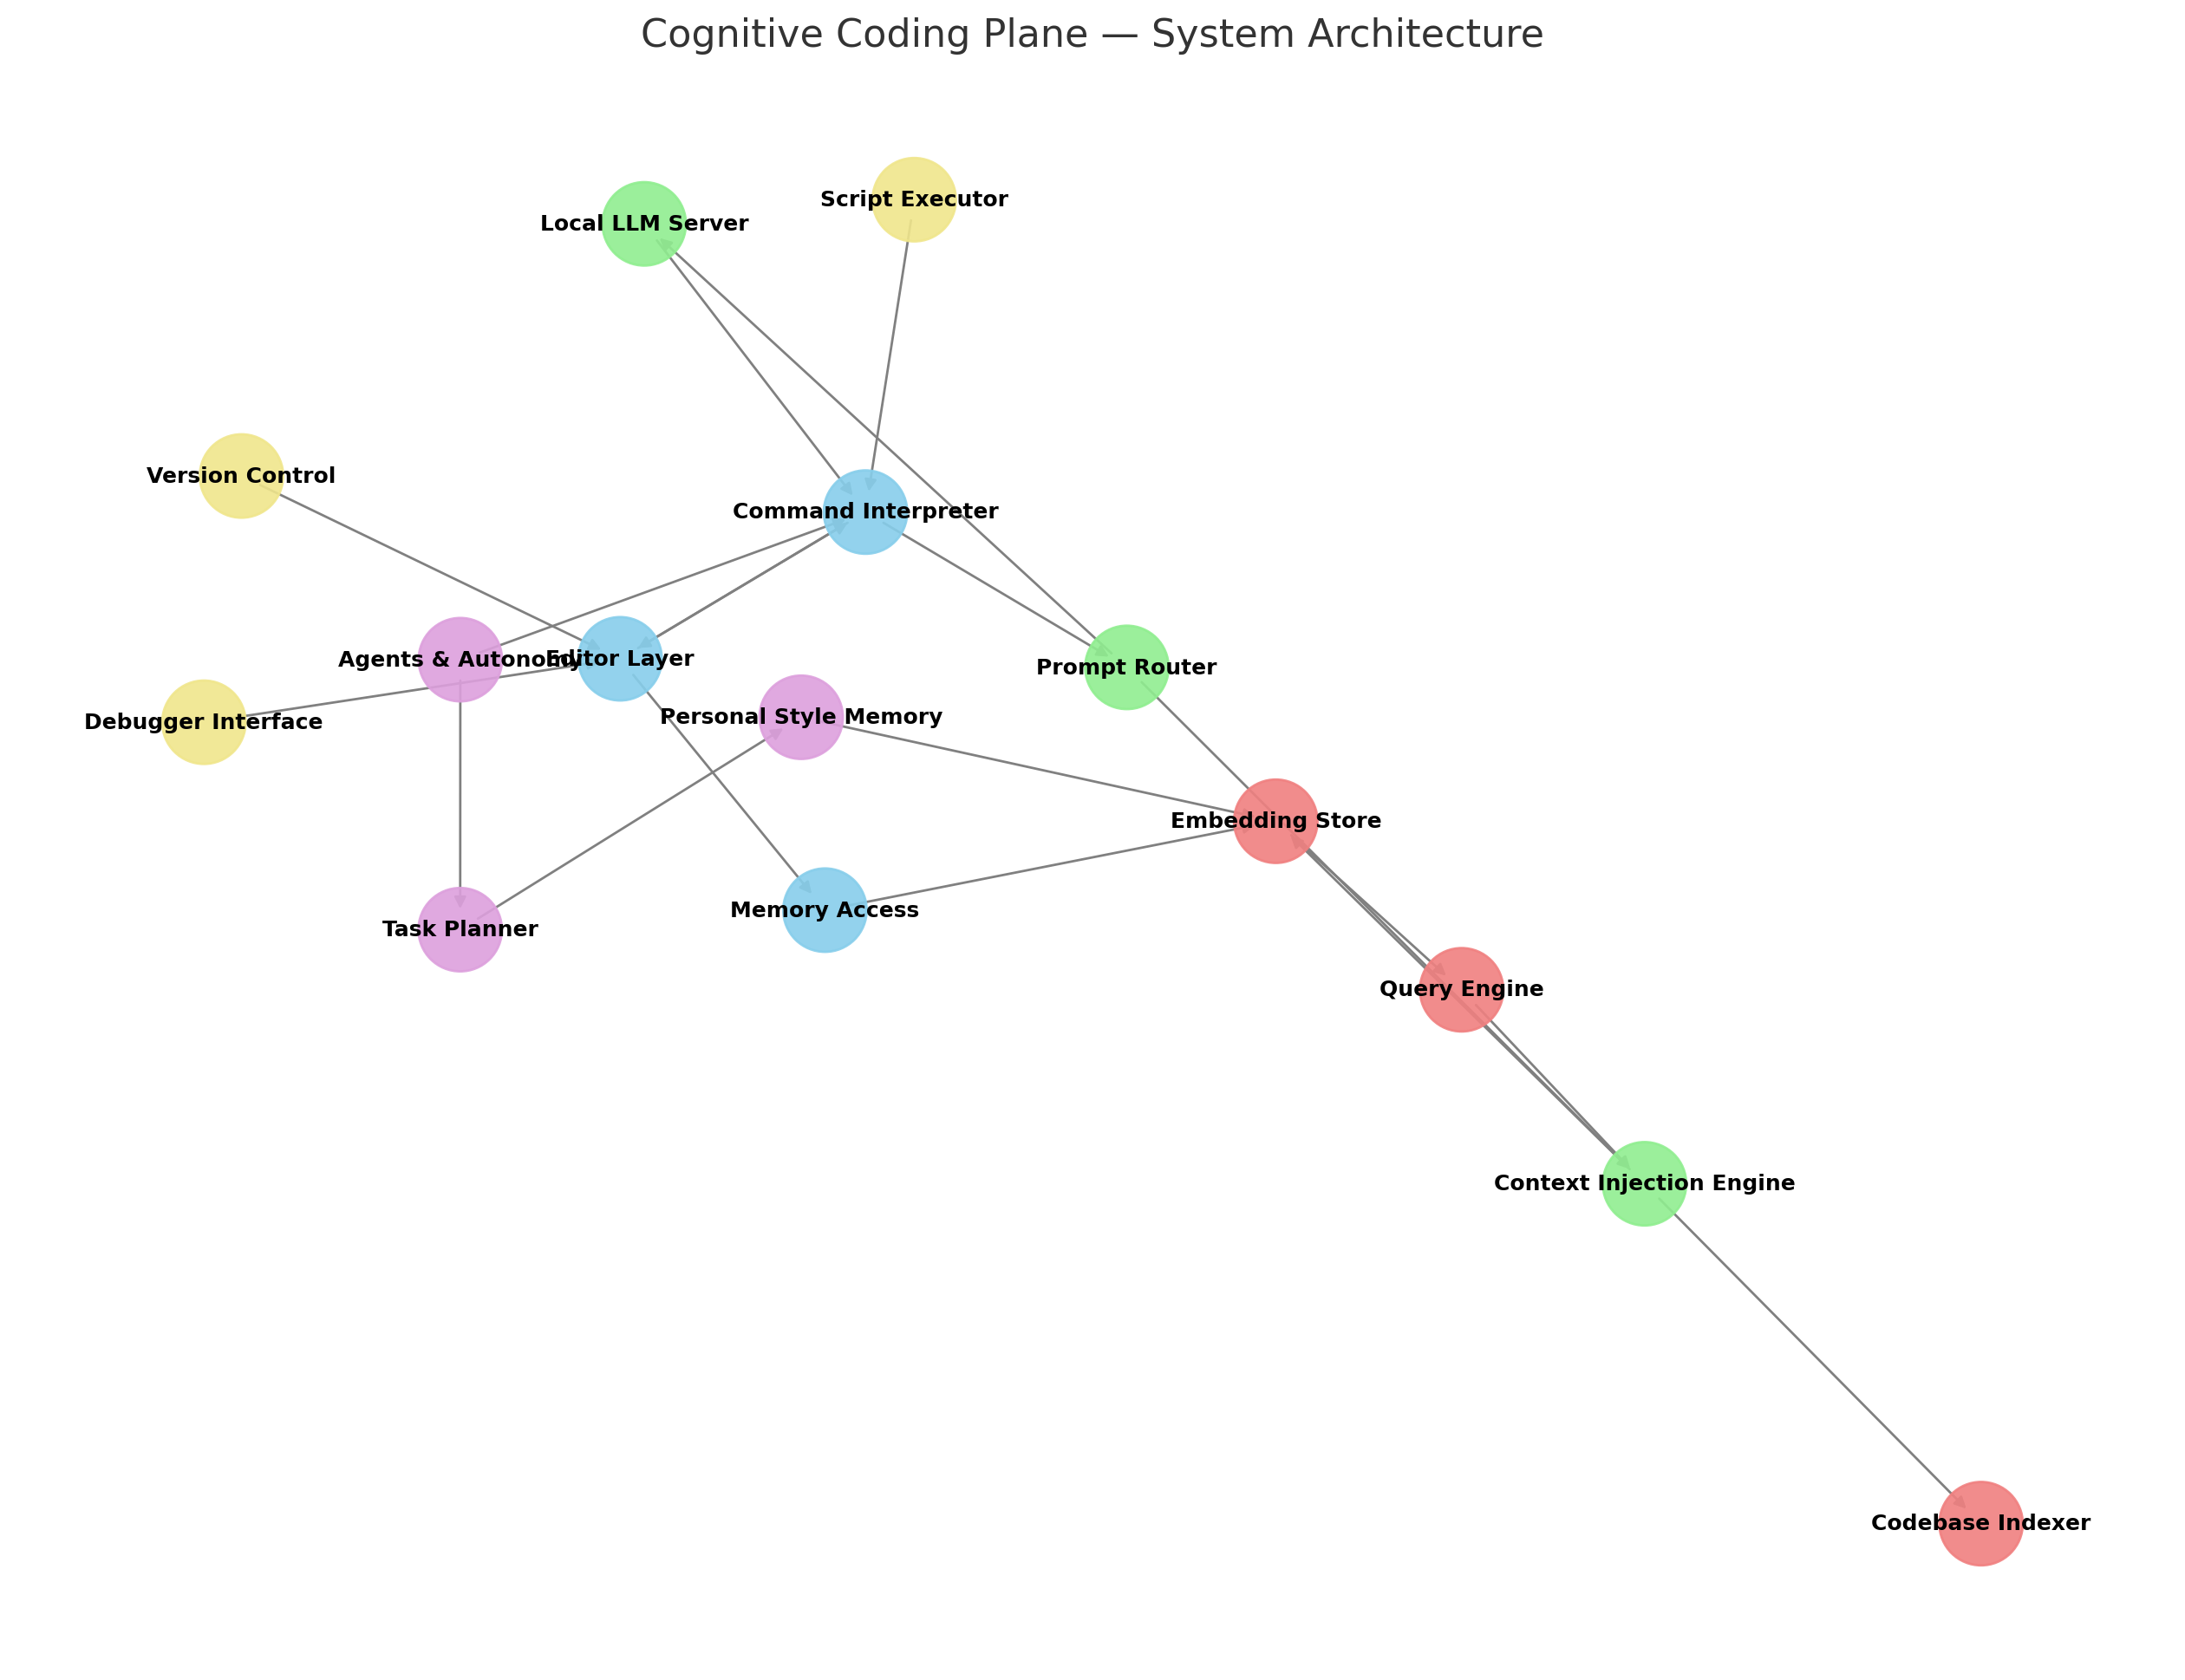 Cognitive Coding Plane — System Architecture
Script Executor
Local LLM Server
Version Control
Command Interpreter
Agents & Autonomy
Editor Layer
Prompt Router
Personal Style Memory
Debugger Interface
Embedding Store
Memory Access
Task Planner
Query Engine
Context Injection Engine
Codebase Indexer